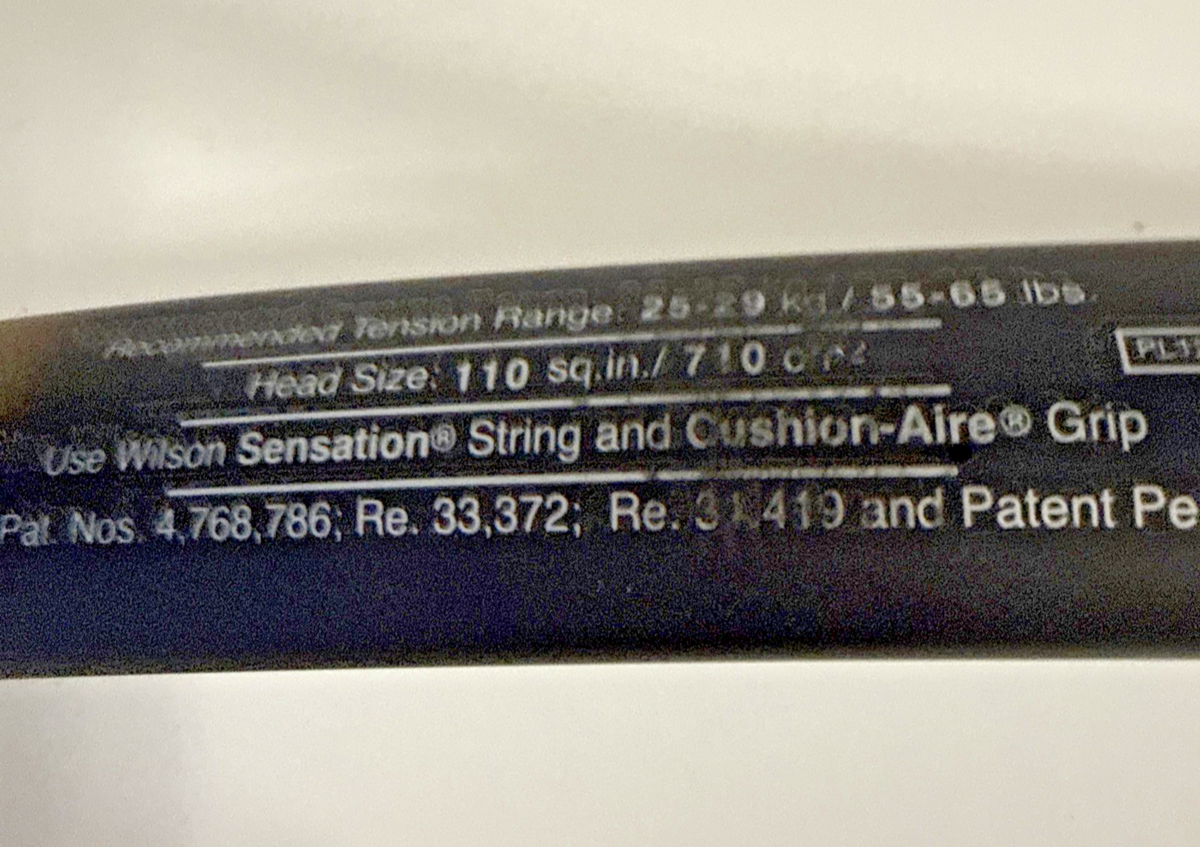 Recommended Tension Range: 25-29 kg / 55-65 lbs.
Head Size: 110 sq.in./ 710
PL1
Use Wilson Sensation® String and Cushion-Aire® Grip
Pat. Nos. 4,768,786; Re. 33,372; Re. and Patent Pe